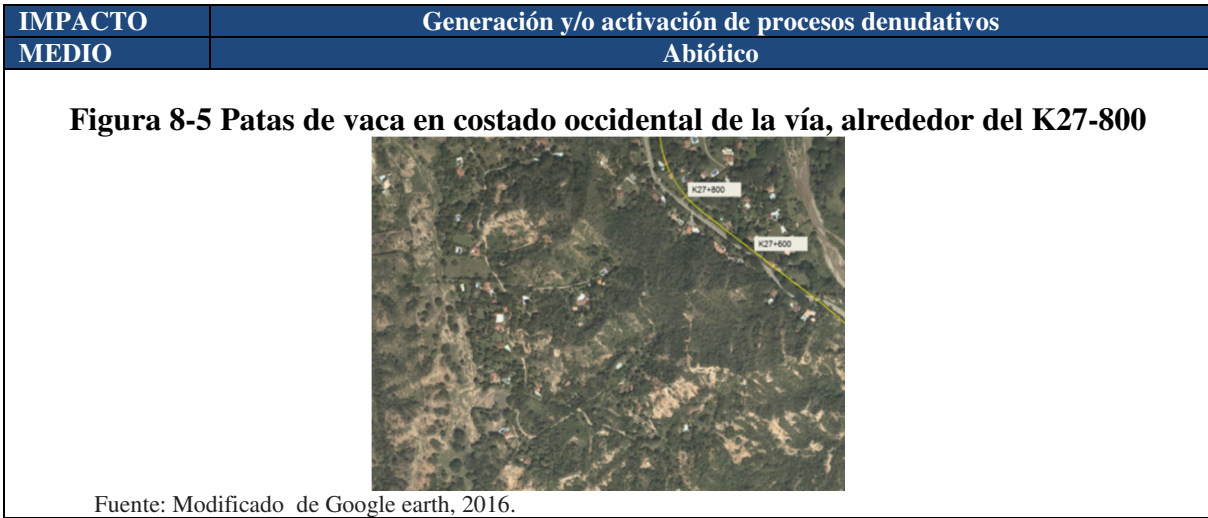 IMPACTO Generación y/o activación de procesos denudativos
MEDIO Abiótico
Figura 8-5 Patas de vaca en costado occidental de la vía, alrededor del K27-800
K27+800
K27+600
Fuente: Modificado de Google earth, 2016.